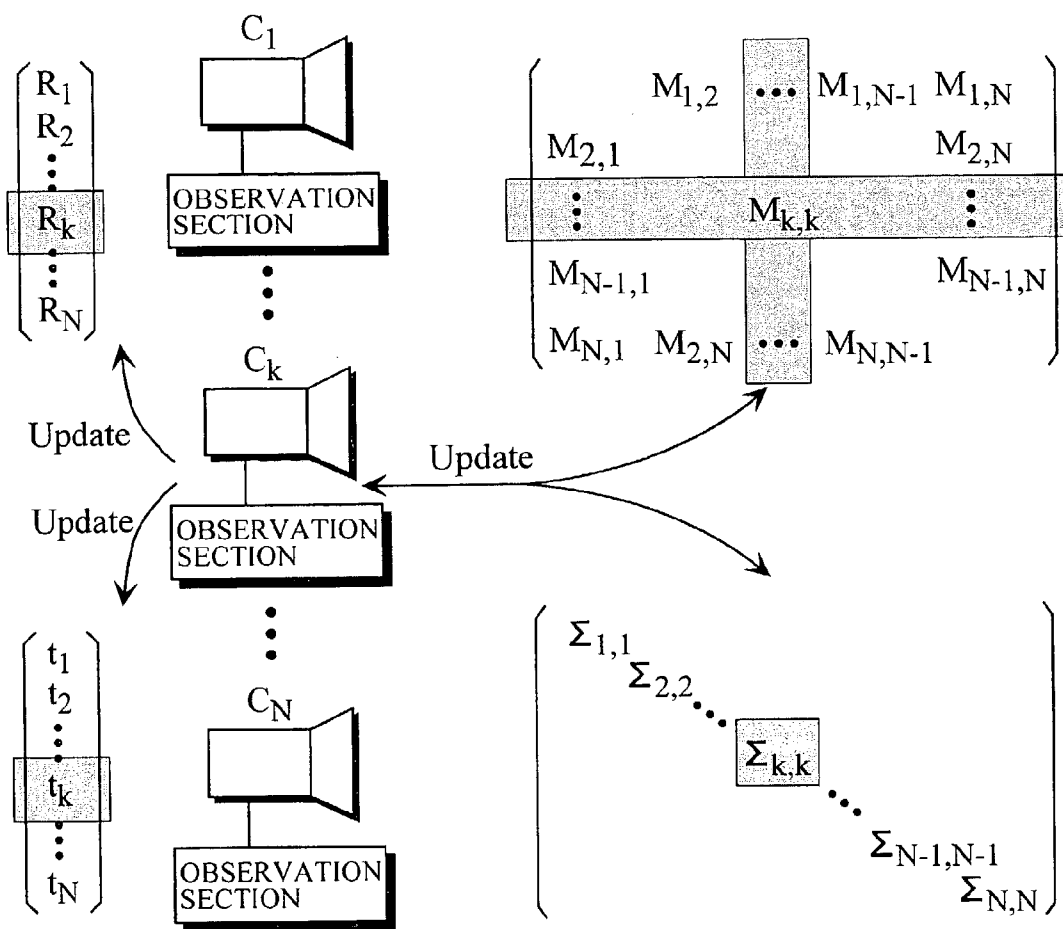 R1
R2
Rk
RN
C1
OBSERVATION
SECTION
M1,2 ••• M1,N-1 M1,N
M2,1 M2,N
Mk,k
MN-1,1 MN-1,N
MN,1 M2,N ••• MN,N-1
Ck
Update
Update
Update
OBSERVATION
SECTION
t1
t2
tk
tN
CN
OBSERVATION
SECTION
Σ1,1
Σ2,2
Σk,k
ΣN-1,N-1
ΣN,N